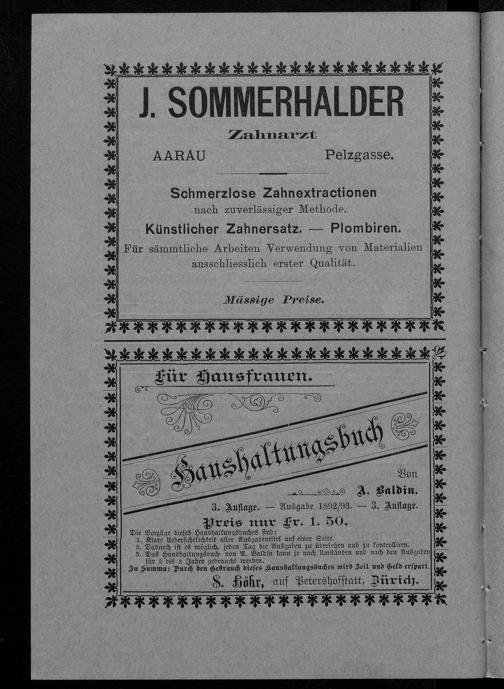 J. SOMMERHALDER
Zahnarzt
AARAU Pelzgasse.
Schmerzlose Zahnextractionen
nach zuverlässiger Methode.
Künstlicher Zahnersatz. — Plombiren.
Für sämmtliche Arbeiten Verwendung von Materialien
ausschliesslich erster Qualität.
Mässige Preise.
Für Hausfrauen.
Haushaltungsbuch
Von
A. Baldin.
3. Auflage. — Ausgabe 1892/93. — 3. Auflage.
Preis nur Fr. 1. 50.
Die Vorzüge dieses Haushaltungsbuches sind:
1. Klare Uebersichtlichkeit aller Ausgabentitel auf einer Seite.
2. Dadurch ist es möglich, jeden Tag die Ausgaben zu übersehen und zu kontrolliren.
3. Das Haushaltungsbuch von A. Baldin kann je nach Umständen und nach den Ausgaben
für 2 bis 3 Jahre gebraucht werden.
In Summa: Durch den Gebrauch dieses Haushaltungsbuches wird Zeit und Geld erspart.
S. Höhr, auf Petershofstatt, Zürich.